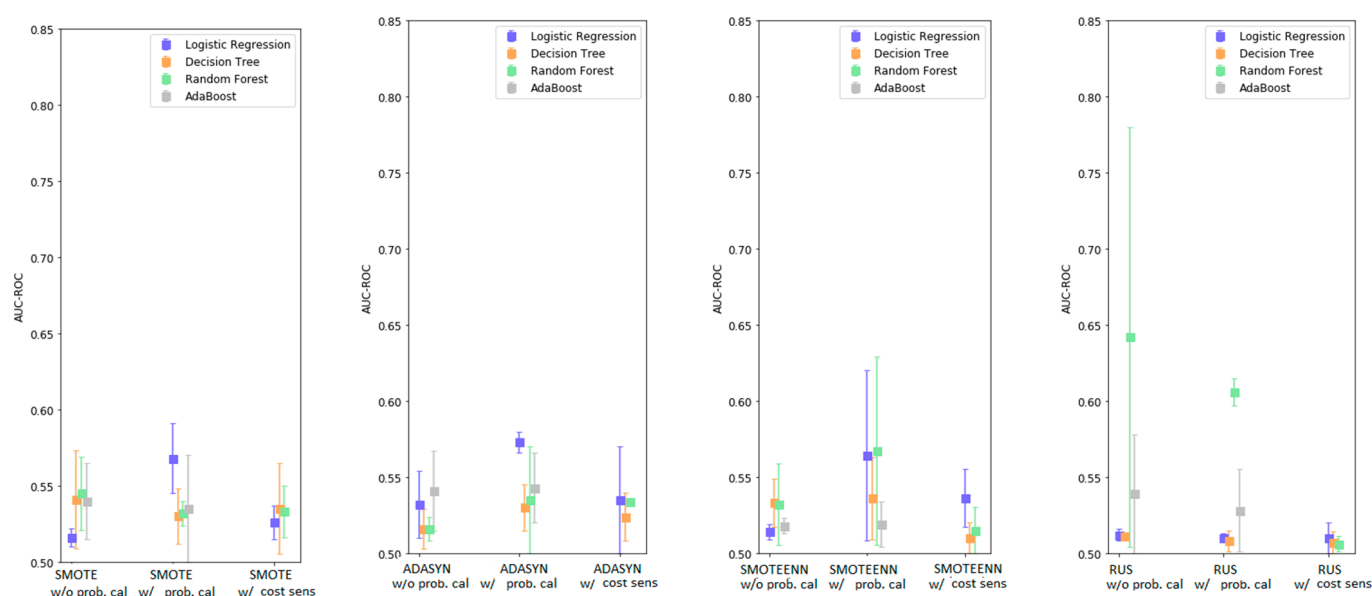 0.85
0.80
0.75
0.70
0.65
0.60
0.55
0.50
AUC-ROC
Logistic Regression
Decision Tree
Random Forest
AdaBoost
SMOTE SMOTE SMOTE
w/o prob. cal w/ prob. cal w/ cost sens
0.85
0.80
0.75
0.70
0.65
0.60
0.55
0.50
AUC-ROC
Logistic Regression
Decision Tree
Random Forest
AdaBoost
ADASYN ADASYN ADASYN
w/o prob. cal w/ prob. cal w/ cost sens
0.85
0.80
0.75
0.70
0.65
0.60
0.55
0.50
AUC-ROC
Logistic Regression
Decision Tree
Random Forest
AdaBoost
SMOTEENN SMOTEENN SMOTEENN
w/o prob. cal w/ prob. cal w/ cost sens
0.85
0.80
0.75
0.70
0.65
0.60
0.55
0.50
AUC-ROC
Logistic Regression
Decision Tree
Random Forest
AdaBoost
RUS RUS RUS
w/o prob. cal w/ prob. cal w/ cost sens